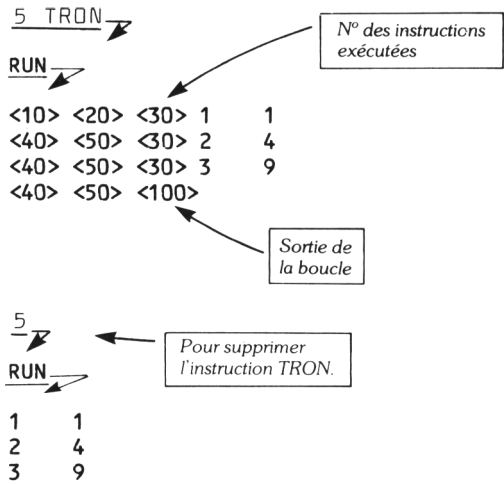 5 TRON
N° des instructions
exécutées
RUN
<10> <20> <30> 1 1
<40> <50> <30> 2 4
<40> <50> <30> 3 9
<40> <50> <100>
Sortie de
la boucle
5
Pour supprimer
l'instruction TRON.
RUN
1 1
2 4
3 9